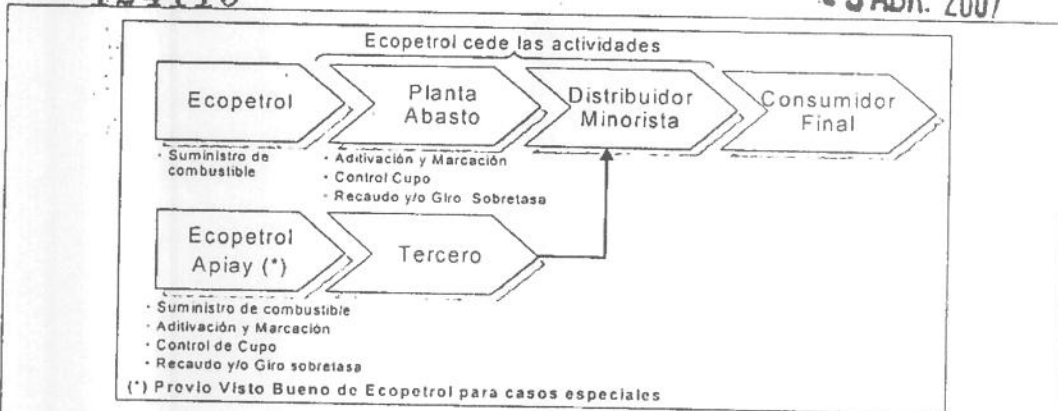 ABR. 2007
Ecopetrol cede las actividades
Ecopetrol
Planta
Abasto
Distribuidor
Minorista
Consumidor
Final
· Suministro de
combustible
· Aditivación y Marcación
· Control Cupo
· Recaudo y/o Giro Sobretasa
Ecopetrol
Apiay (*)
Tercero
· Suministro de combustible
· Aditivación y Marcación
· Control de Cupo
· Recaudo y/o Giro sobretasa
(*) Previo Visto Bueno de Ecopetrol para casos especiales